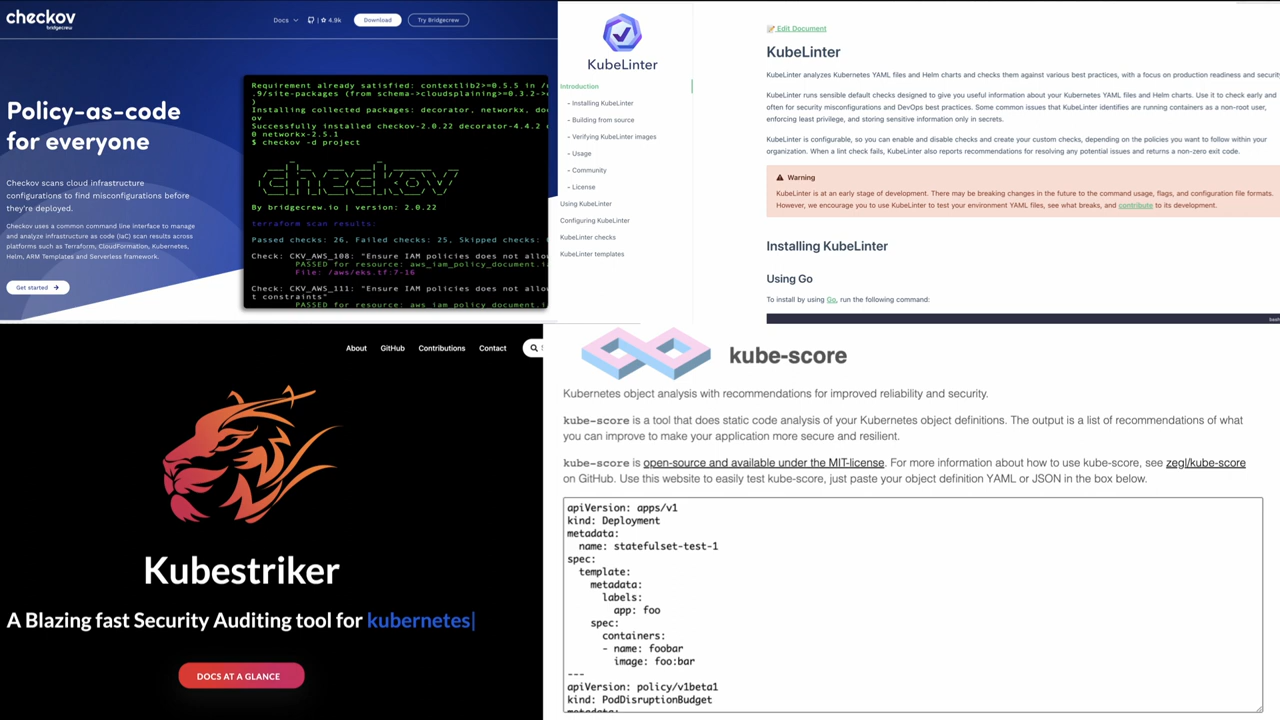 checkov
by bridgecrew
Docs
4.9k
Download
Try Bridgecrew
Policy-as-code
for everyone
Checkov scans cloud infrastructure
configurations to find misconfigurations before
they're deployed.
Checkov uses a common command line interface to manage
and analyze infrastructure as code (IaC) scan results across
platforms such as Terraform, CloudFormation, Kubernetes,
Helm, ARM Templates and Serverless framework.
Get started
Requirement already satisfied: contextlib2>=0.5.5 in /
.9/site-packages (from schema->cloudsplaining>=0.3.2-
)
Installing collected packages: decorator, networkx, do
ov
Successfully installed checkov-2.0.22 decorator-4.4.2
0 networkx-2.5.1
$ checkov -d project
checkov
By bridgecrew.io | version: 2.0.22
terraform scan results:
Passed checks: 26, Failed checks: 25, Skipped checks:
Check: CKV_AWS_108: "Ensure IAM policies does not allo
PASSED for resource: aws_iam_policy_document.i
File: /aws/eks.tf:7-16
Check: CKV_AWS_111: "Ensure IAM policies does not allo
t constraints"
PASSED for resource: aws_iam_policy_document.i
KubeLinter
Introduction
- Installing KubeLinter
- Building from source
- Verifying KubeLinter images
- Usage
- Community
- License
Using KubeLinter
Configuring KubeLinter
KubeLinter checks
KubeLinter templates
Edit Document
KubeLinter
KubeLinter analyzes Kubernetes YAML files and Helm charts and checks them against various best practices, with a focus on production readiness and security
KubeLinter runs sensible default checks designed to give you useful information about your Kubernetes YAML files and Helm charts. Use it to check early and
often for security misconfigurations and DevOps best practices. Some common issues that KubeLinter identifies are running containers as a non-root user,
enforcing least privilege, and storing sensitive information only in secrets.
KubeLinter is configurable, so you can enable and disable checks and create your custom checks, depending on the policies you want to follow within your
organization. When a lint check fails, KubeLinter also reports recommendations for resolving any potential issues and returns a non-zero exit code.
Warning
KubeLinter is at an early stage of development. There may be breaking changes in the future to the command usage, flags, and configuration file formats.
However, we encourage you to use KubeLinter to test your environment YAML files, see what breaks, and contribute to its development.
Installing KubeLinter
Using Go
To install by using Go, run the following command:
About
GitHub
Contributions
Contact
Kubestriker
A Blazing fast Security Auditing tool for kubernetes|
DOCS AT A GLANCE
kube-score
Kubernetes object analysis with recommendations for improved reliability and security.
kube-score is a tool that does static code analysis of your Kubernetes object definitions. The output is a list of recommendations of what
you can improve to make your application more secure and resilient.
kube-score is open-source and available under the MIT-license. For more information about how to use kube-score, see zegl/kube-score
on GitHub. Use this website to easily test kube-score, just paste your object definition YAML or JSON in the box below.
apiVersion: apps/v1
kind: Deployment
metadata:
name: statefulset-test-1
spec:
template:
metadata:
labels:
app: foo
spec:
containers:
- name: foobar
image: foo:bar
---
apiVersion: policy/v1beta1
kind: PodDisruptionBudget
metadata: